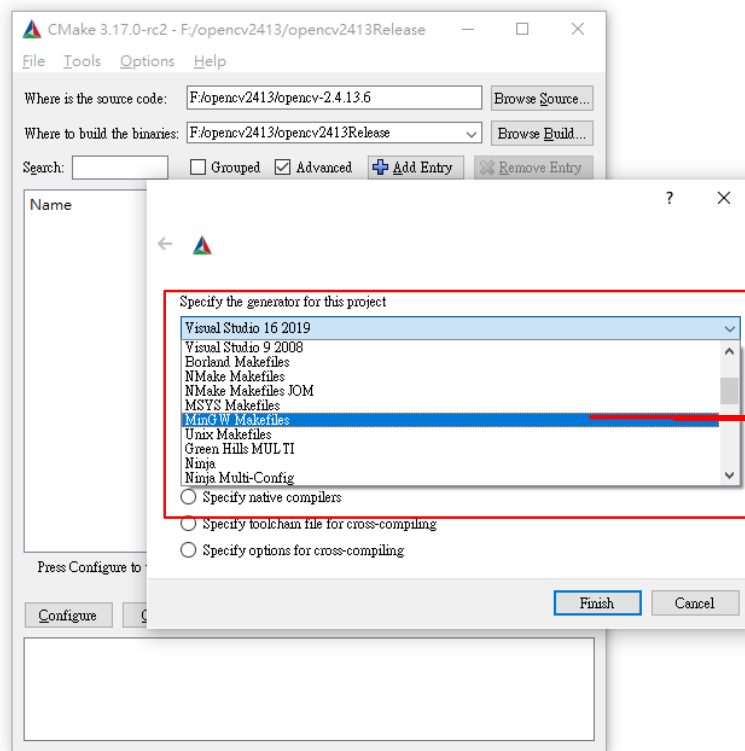 CMake 3.17.0-rc2 - F:/opencv2413/opencv2413Release
File Tools Options Help
Where is the source code: F:/opencv2413/opencv-2.4.13.6 Browse Source...
Where to build the binaries: F:/opencv2413/opencv2413Release Browse Build...
Search: Grouped Advanced Add Entry Remove Entry
Name
?
Specify the generator for this project
Visual Studio 16 2019
Visual Studio 9 2008
Borland Makefiles
NMake Makefiles
NMake Makefiles JOM
MSYS Makefiles
MinGW Makefiles
Unix Makefiles
Green Hills MULTI
Ninja
Ninja Multi-Config
Specify native compilers
Specify toolchain file for cross-compiling
Specify options for cross-compiling
Press Configure to
Configure
Finish Cancel